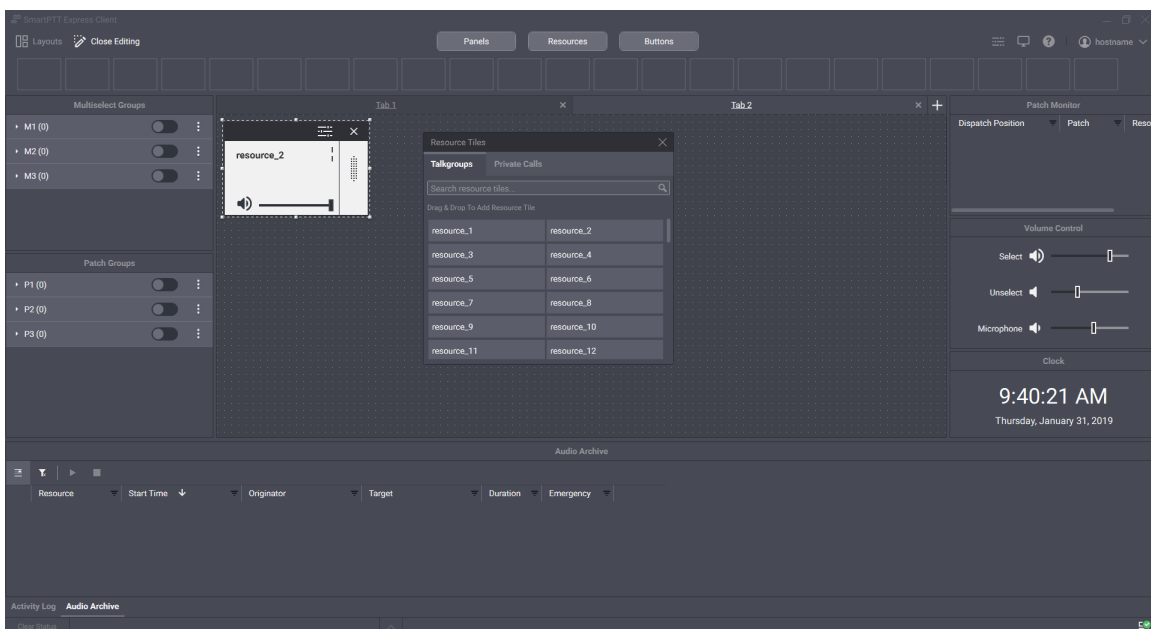 SmartPTT Express Client
Layouts Close Editing Panels Resources Buttons hostname
Multiselect Groups
M1 (0)
M2 (0)
M3 (0)
Patch Groups
P1 (0)
P2 (0)
P3 (0)
Tab 1 Tab 2
resource_2
Resource Tiles
Talkgroups Private Calls
Search resource tiles...
Drag & Drop To Add Resource Tile
resource_1 resource_2
resource_3 resource_4
resource_5 resource_6
resource_7 resource_8
resource_9 resource_10
resource_11 resource_12
Patch Monitor
Dispatch Position Patch Reso
Volume Control
Select
Unselect
Microphone
Clock
9:40:21 AM
Thursday, January 31, 2019
Audio Archive
Resource Start Time Originator Target Duration Emergency
Activity Log Audio Archive
Clear Status